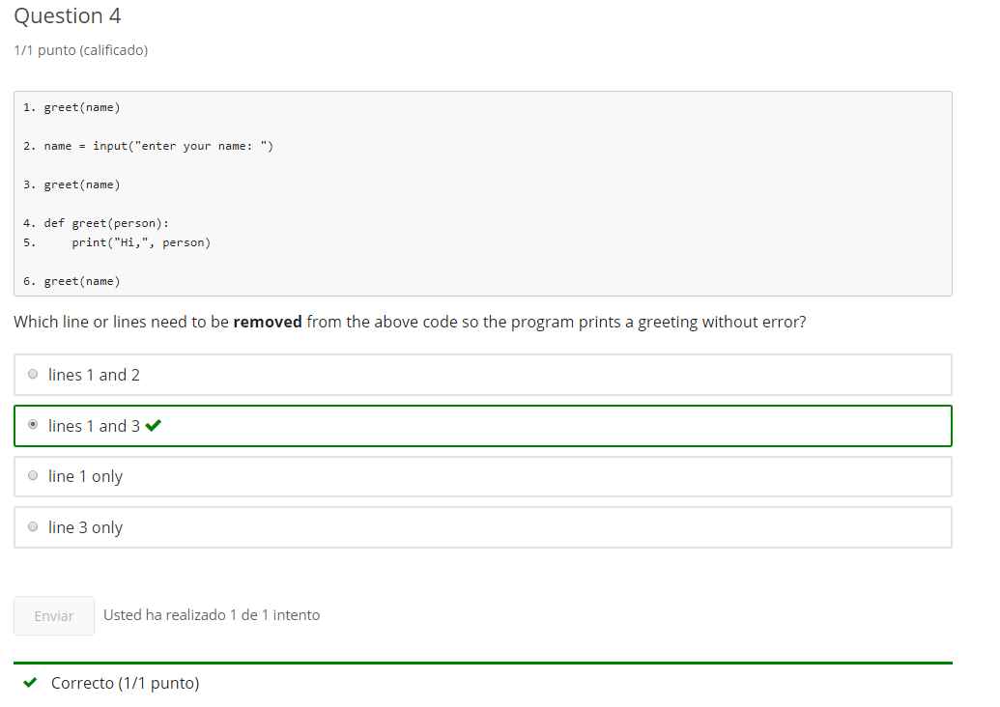 Question 4
1/1 punto (calificado)
1. greet(name)
2. name = input("enter your name: ")
3. greet(name)
4. def greet(person):
5.     print("Hi,", person)
6. greet(name)
Which line or lines need to be removed from the above code so the program prints a greeting without error?
lines 1 and 2
lines 1 and 3
line 1 only
line 3 only
Enviar Usted ha realizado 1 de 1 intento
Correcto (1/1 punto)